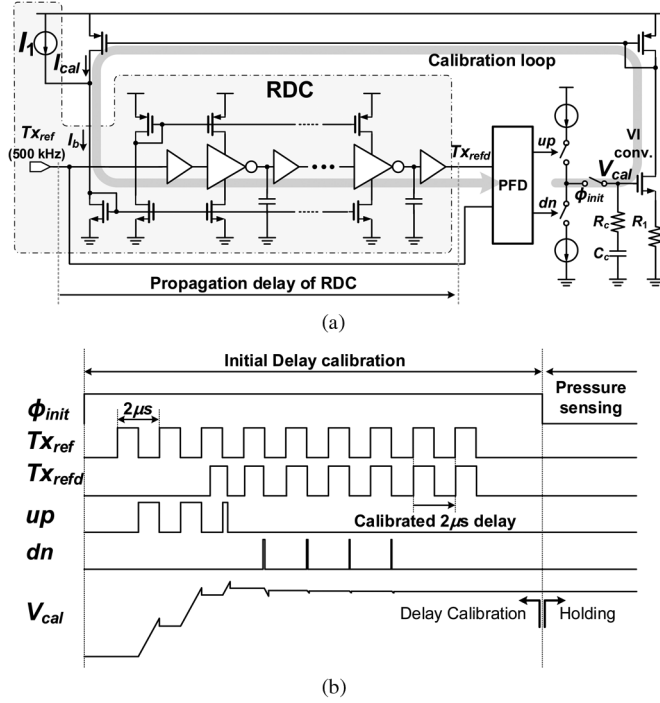 I1
Ical
Calibration loop
RDC
Txref
(500 kHz)
Ib
Txrefd
PFD
up
dn
VI
conv.
Vcal
ϕinit
Rc
R1
Cc
Propagation delay of RDC
(a)
Initial Delay calibration
Pressure
sensing
ϕinit
2μs
Txref
Txrefd
up
Calibrated 2μs delay
dn
Vcal
Delay Calibration
Holding
(b)